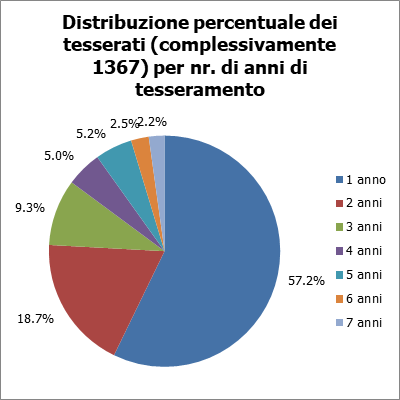 Distribuzione percentuale dei
tesserati (complessivamente
1367) per nr. di anni di
tesseramento
2.5%
2.2%
5.2%
5.0%
9.3%
18.7%
57.2%
1 anno
2 anni
3 anni
4 anni
5 anni
6 anni
7 anni